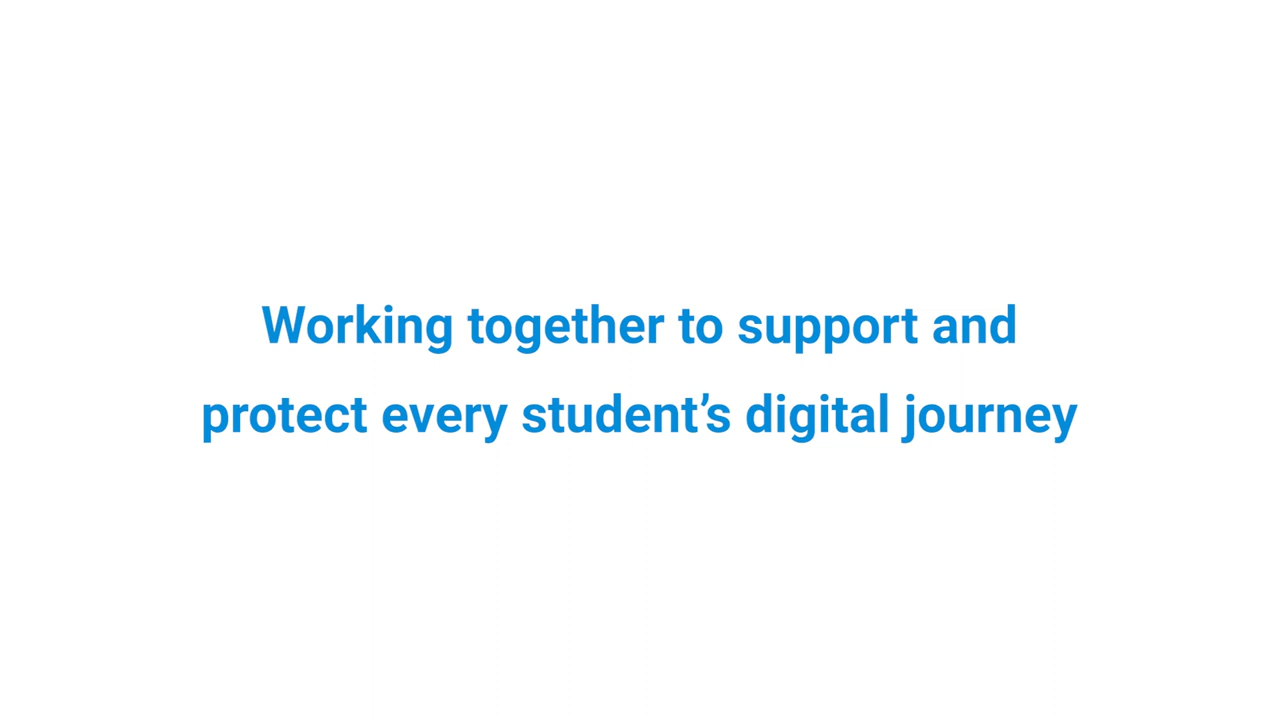 Working together to support and
protect every student’s digital journey